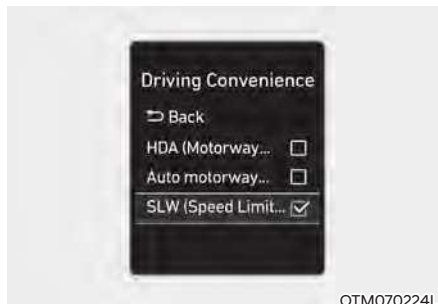 Driving Convenience
Back
HDA (Motorway...
Auto motorway...
SLW (Speed Limit...
OTM070224L